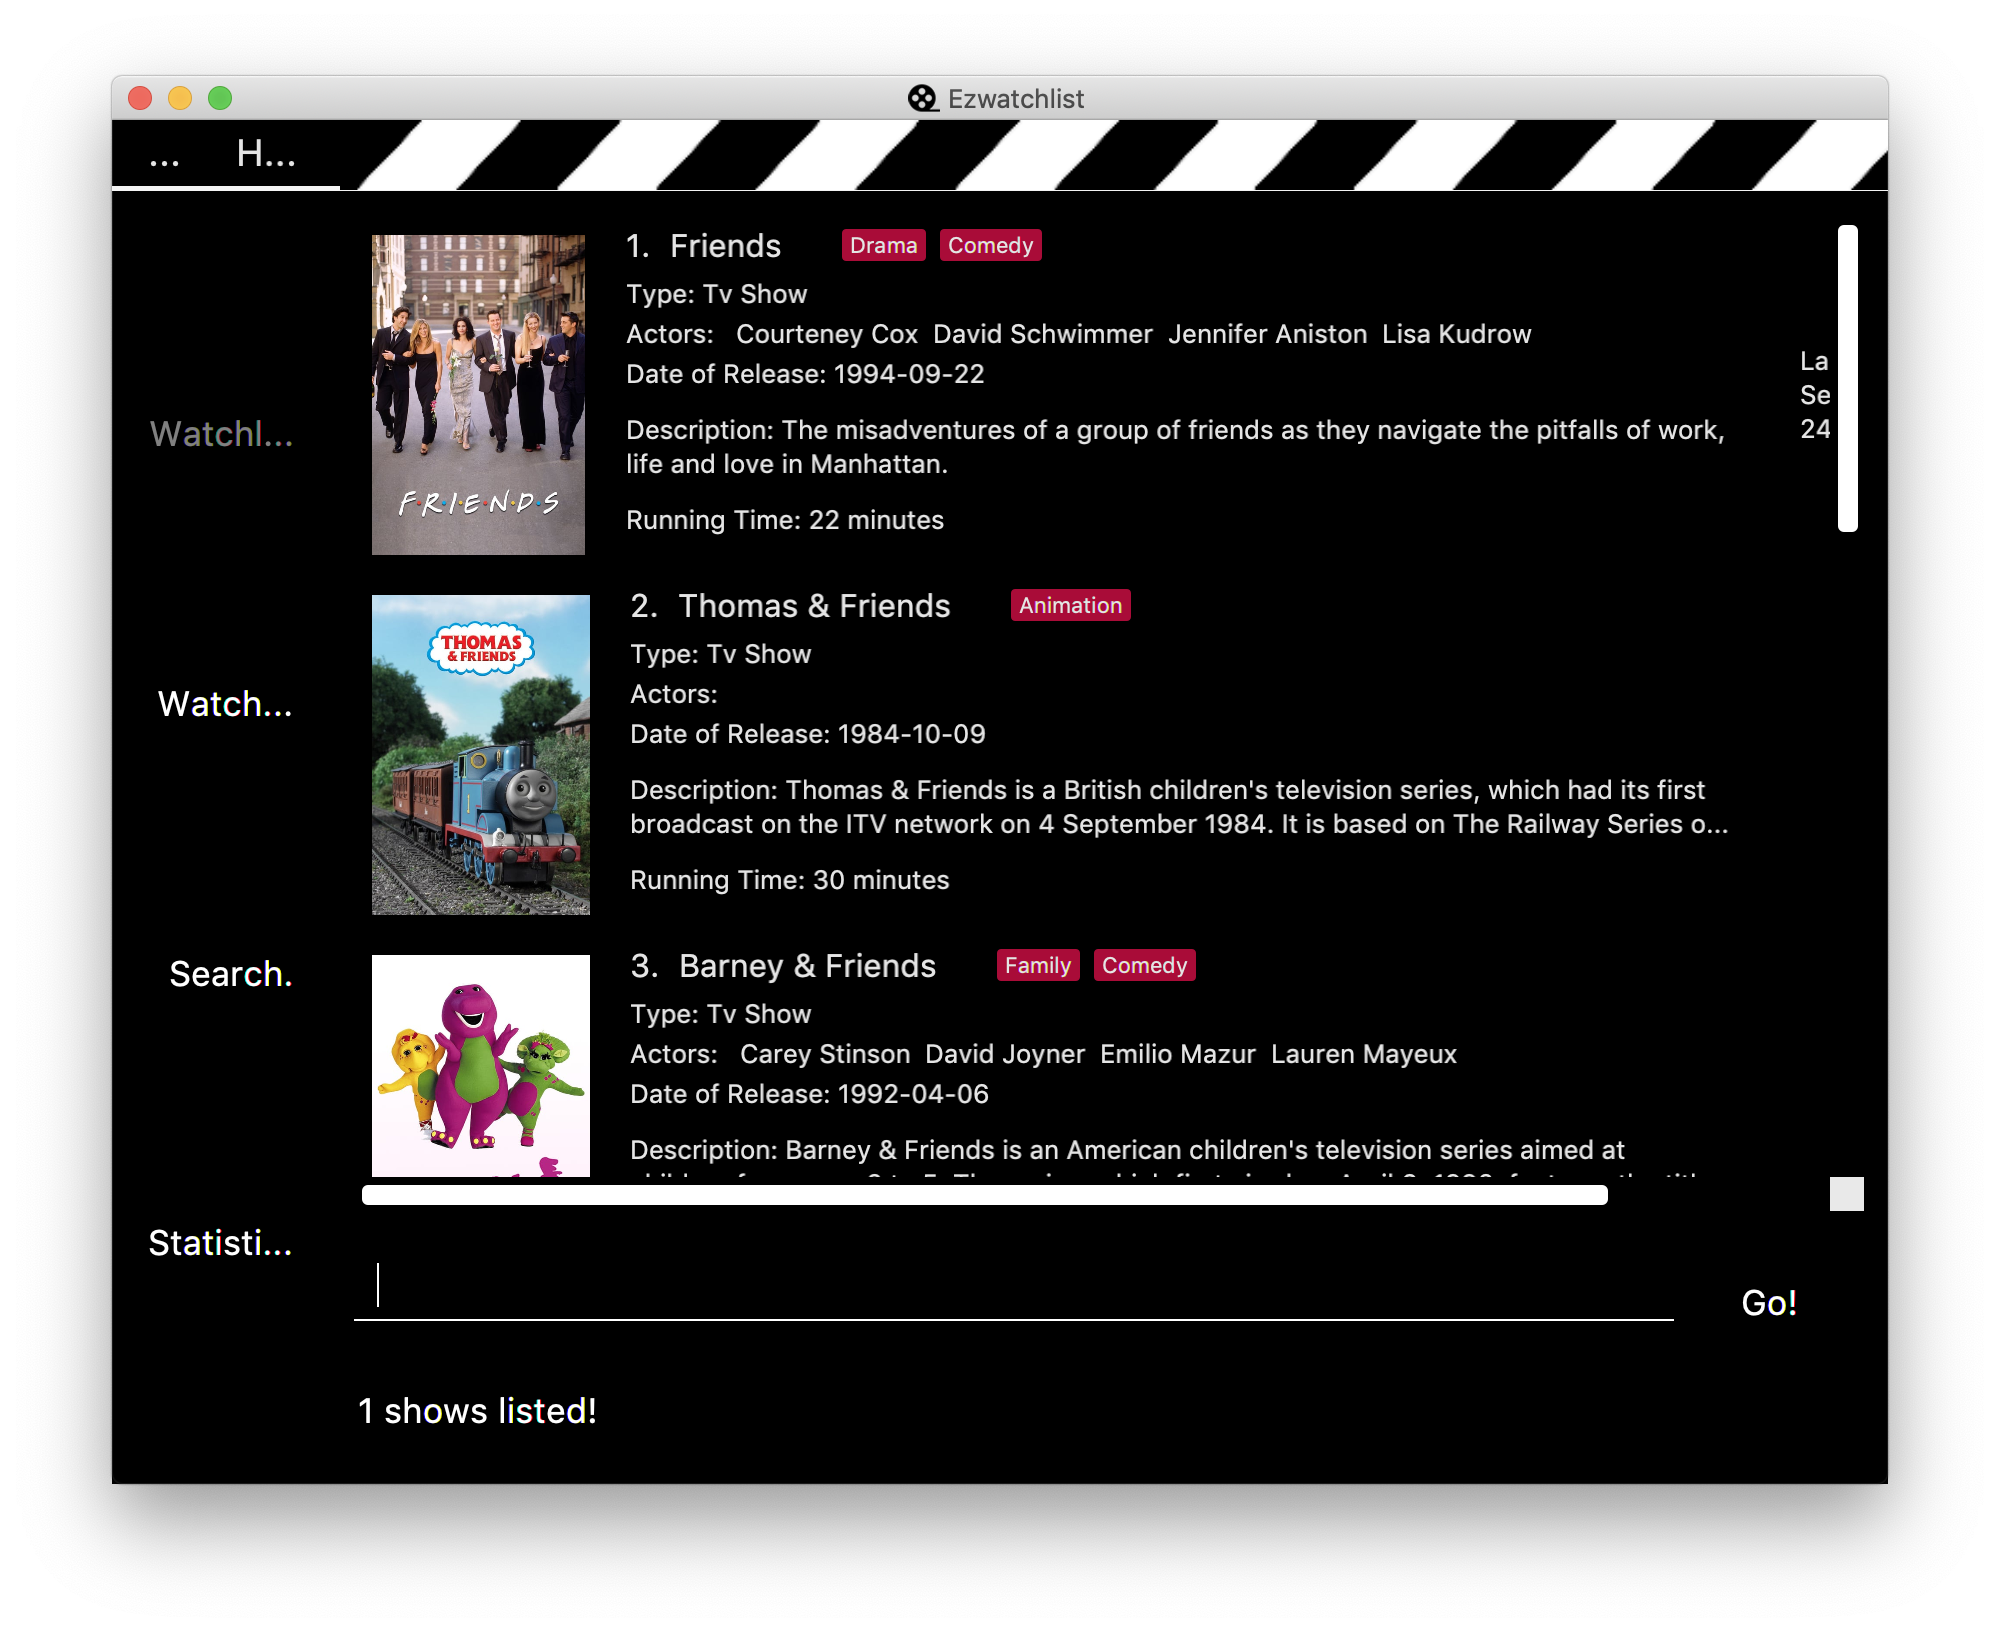 Ezwatchlist
... H...
Watchl...
Watch...
Search.
Statisti...
F·R·I·E·N·D·S
1. Friends Drama Comedy
Type: Tv Show
Actors: Courteney Cox David Schwimmer Jennifer Aniston Lisa Kudrow
Date of Release: 1994-09-22
Description: The misadventures of a group of friends as they navigate the pitfalls of work,
life and love in Manhattan.
Running Time: 22 minutes
La
Se
24
THOMAS
& FRIENDS
2. Thomas & Friends Animation
Type: Tv Show
Actors:
Date of Release: 1984-10-09
Description: Thomas & Friends is a British children's television series, which had its first
broadcast on the ITV network on 4 September 1984. It is based on The Railway Series o...
Running Time: 30 minutes
3. Barney & Friends Family Comedy
Type: Tv Show
Actors: Carey Stinson David Joyner Emilio Mazur Lauren Mayeux
Date of Release: 1992-04-06
Description: Barney & Friends is an American children's television series aimed at
Go!
1 shows listed!